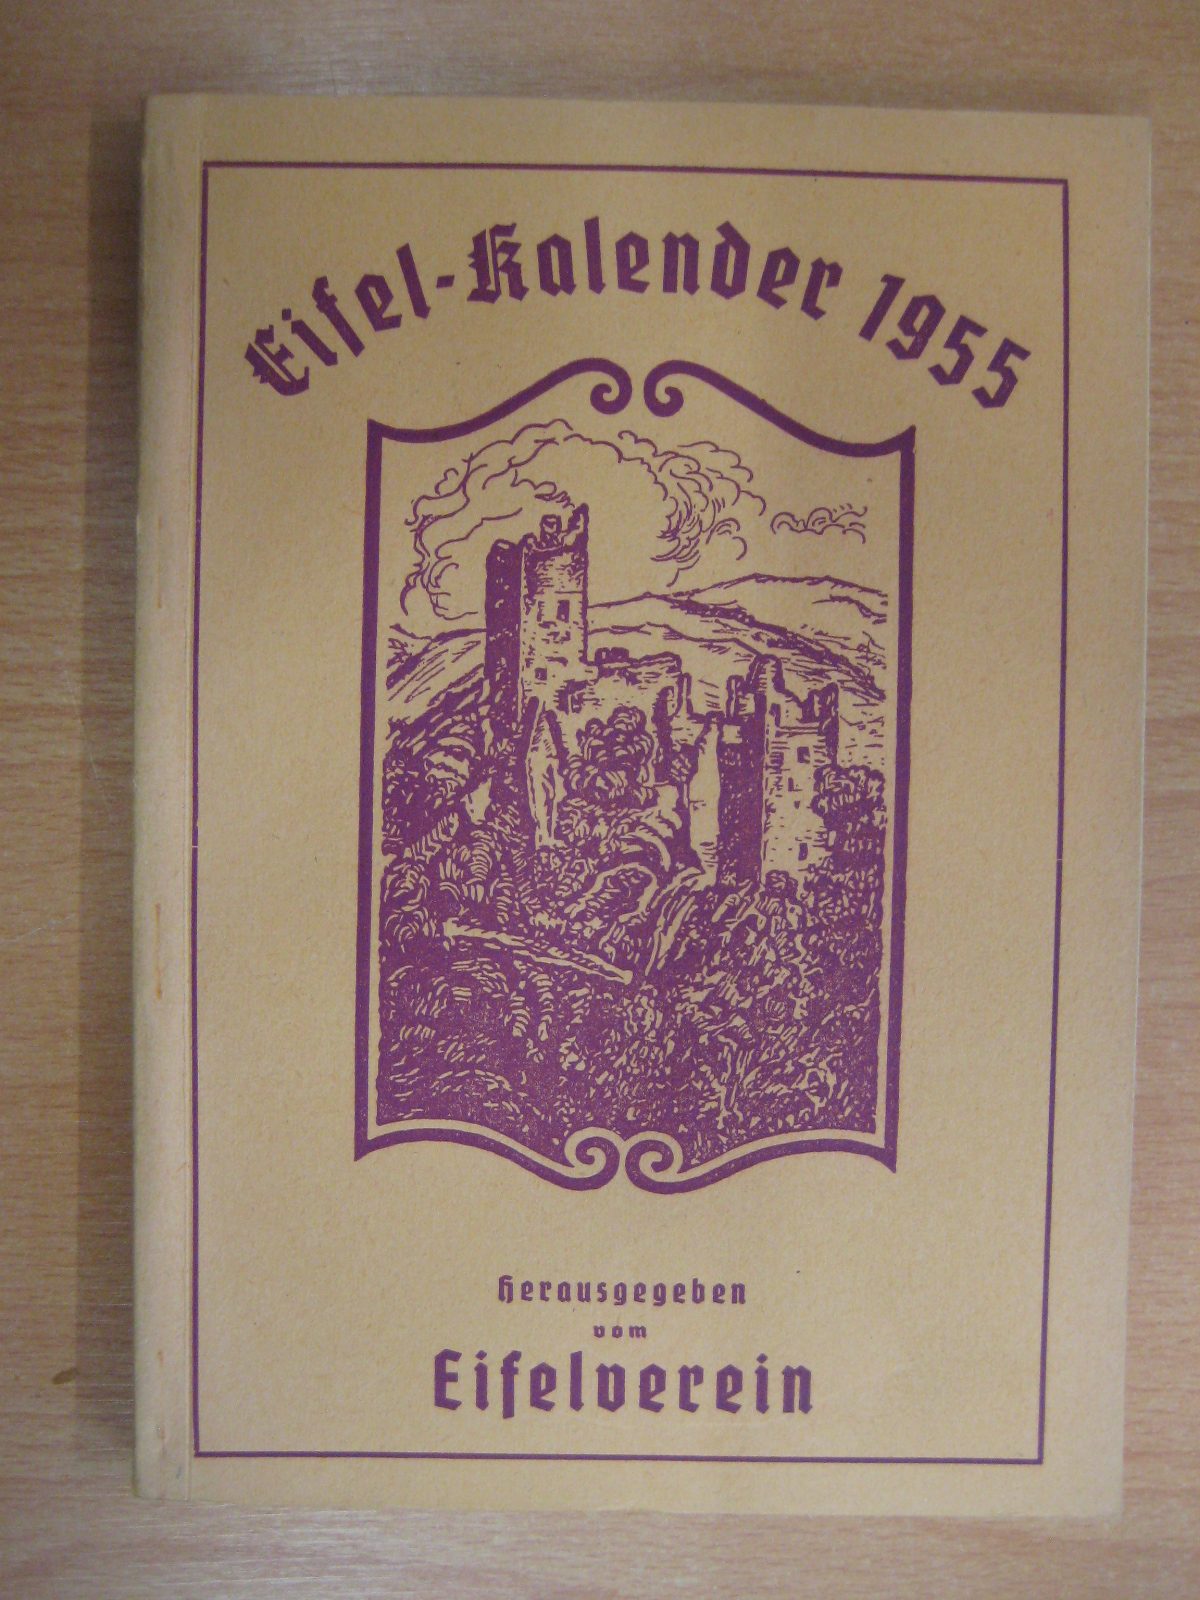 Eifel-Kalender 1955
Herausgegeben
vom
Eifelverein